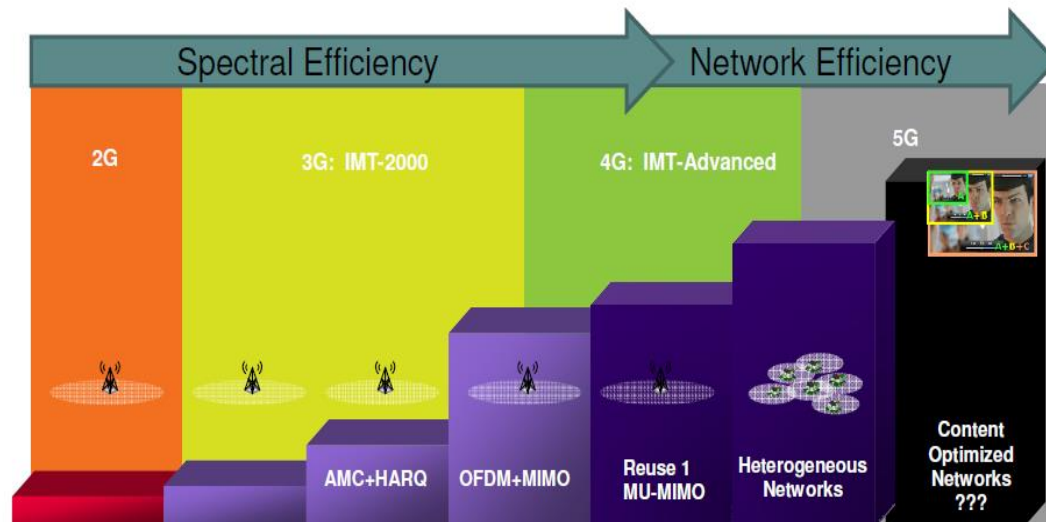 Spectral Efficiency
Network Efficiency
2G
3G: IMT-2000
4G: IMT-Advanced
5G
A
A+B
A+B+C
AMC+HARQ
OFDM+MIMO
Reuse 1
MU-MIMO
Heterogeneous
Networks
Content
Optimized
Networks
???